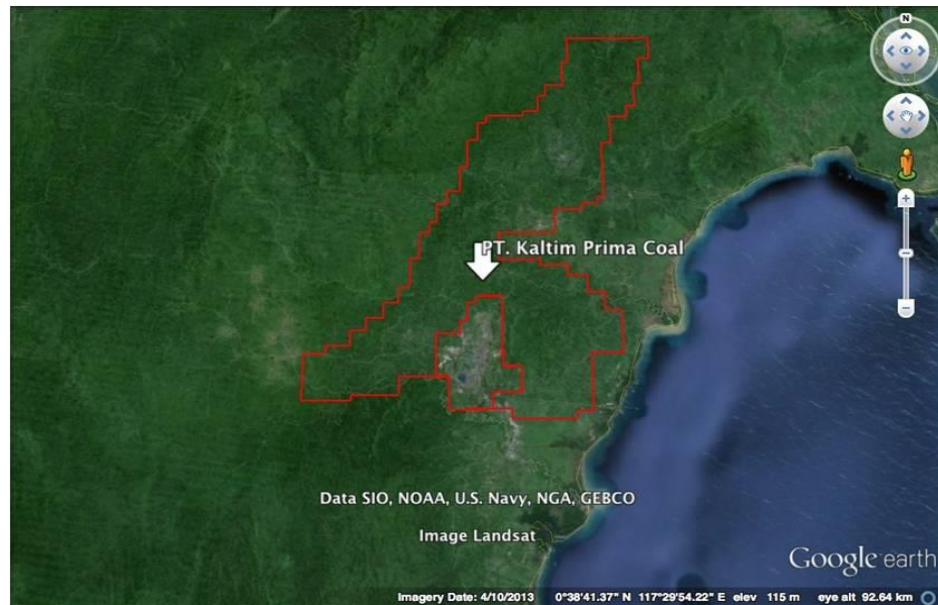 N
PT. Kaltim Prima Coal
Data SIO, NOAA, U.S. Navy, NGA, GEBCO
Image Landsat
Google earth
Imagery Date: 4/10/2013 0°38'41.37" N 117°29'54.22" E elev 115 m eye alt 92.64 km